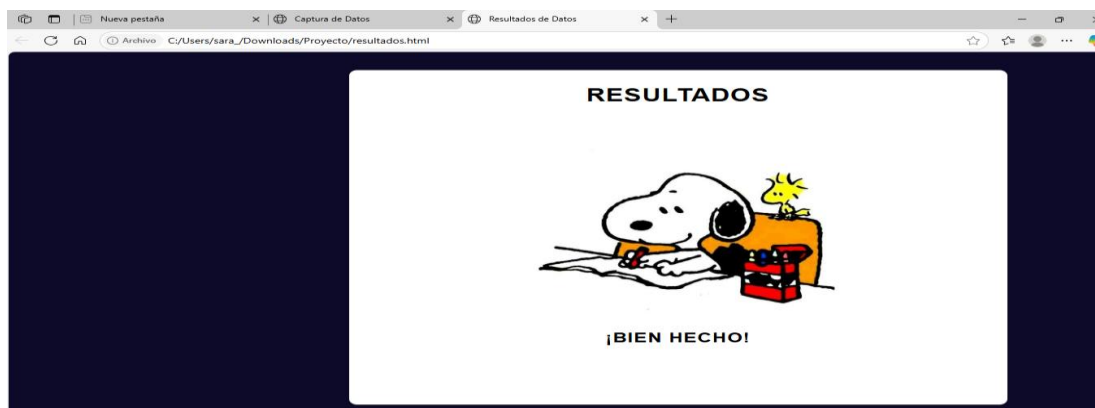 Nueva pestaña
Captura de Datos
Resultados de Datos
Archivo C:/Users/sara_/Downloads/Proyecto/resultados.html
RESULTADOS
¡BIEN HECHO!